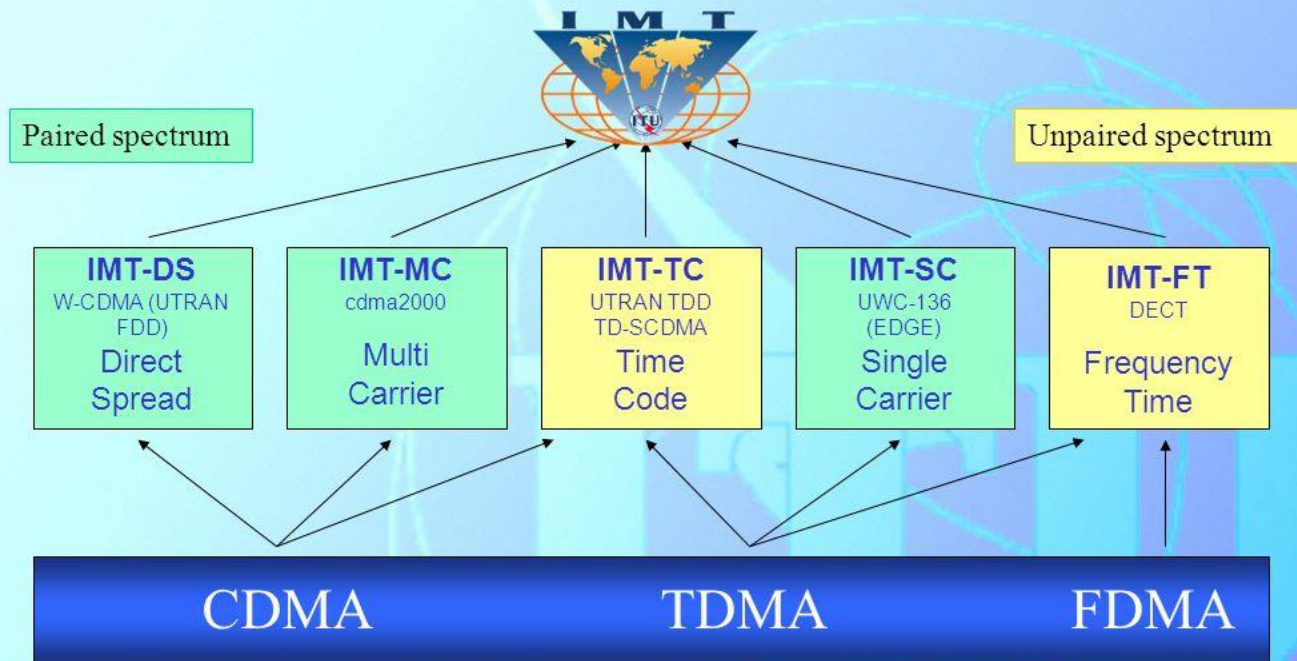 I M T
ITU
Paired spectrum
Unpaired spectrum
IMT-DS
W-CDMA (UTRAN
FDD)
Direct
Spread
IMT-MC
cdma2000
Multi
Carrier
IMT-TC
UTRAN TDD
TD-SCDMA
Time
Code
IMT-SC
UWC-136
(EDGE)
Single
Carrier
IMT-FT
DECT
Frequency
Time
CDMA
TDMA
FDMA